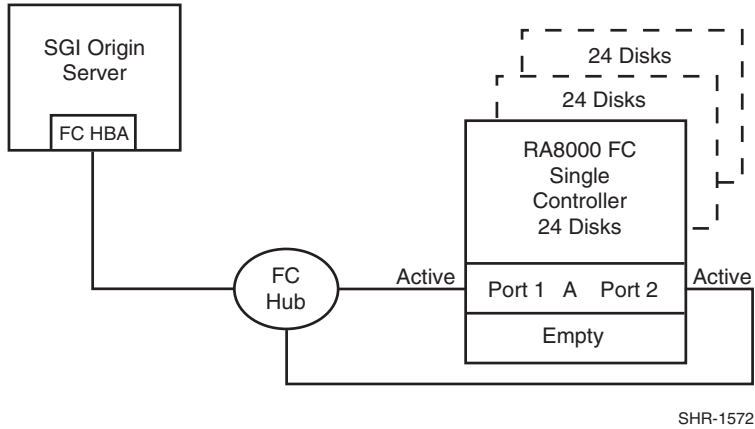 SGI Origin
Server
FC HBA
24 Disks
24 Disks
RA8000 FC
Single
Controller
24 Disks
FC
Hub
Active
Port 1 A Port 2
Active
Empty
SHR-1572